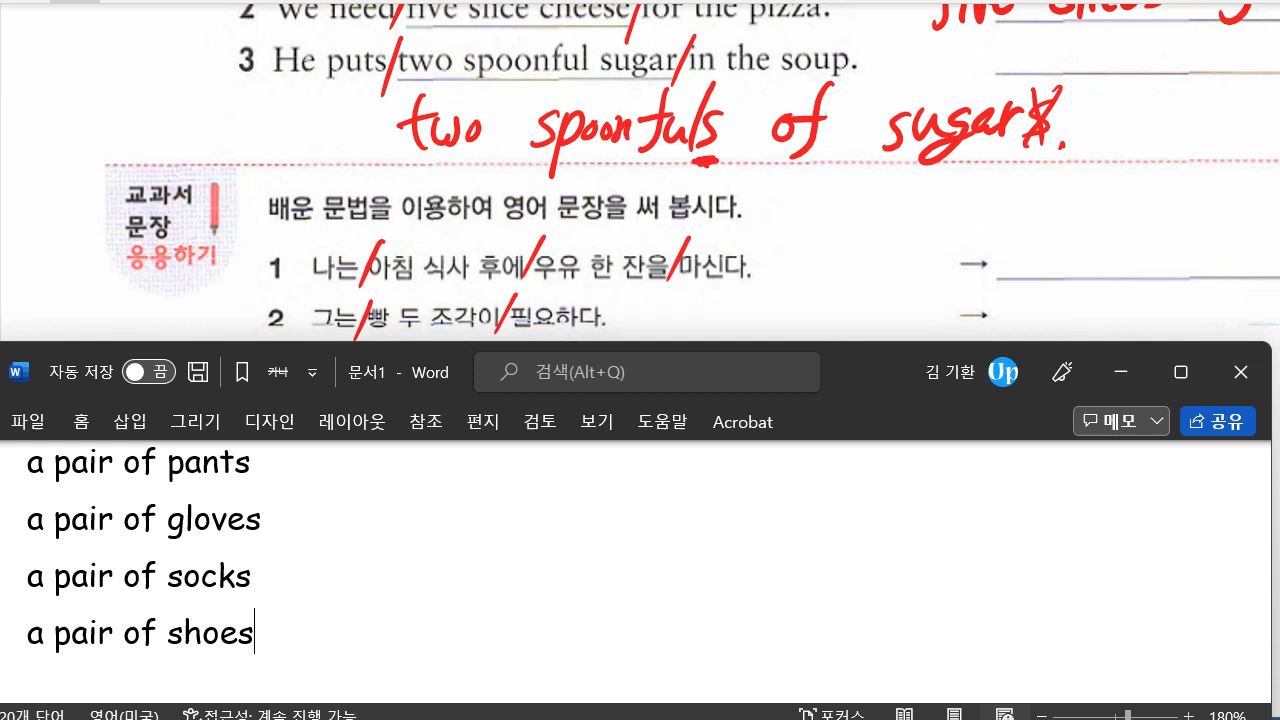 2 We need/five slice cheese/for the pizza. five slices
3 He puts/two spoonful sugar/in the soup.
two spoonfuls of sugar.
교과서
문장
응용하기
배운 문법을 이용하여 영어 문장을 써 봅시다.
1 나는/아침 식사 후에/우유 한 잔을/마신다. →
2 그는/빵 두 조각이/필요하다. →
자동 저장 끔 문서1 - Word 검색(Alt+Q) 김 기환 Up
파일 홈 삽입 그리기 디자인 레이아웃 참조 편지 검토 보기 도움말 Acrobat 메모 공유
a pair of pants
a pair of gloves
a pair of socks
a pair of shoes
20개 단어 영어(미국) 접근성: 계속 진행 가능 포커스 − + 180%